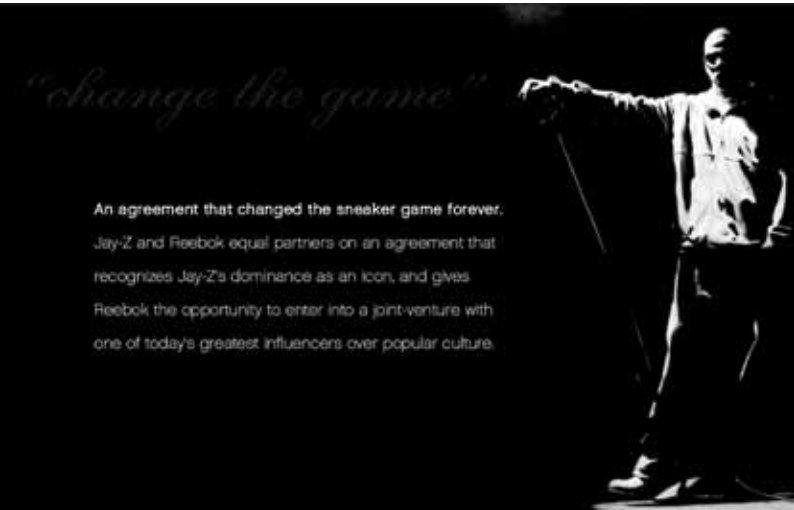 "change the game"
An agreement that changed the sneaker game forever.
Jay-Z and Reebok equal partners on an agreement that
recognizes Jay-Z's dominance as an icon, and gives
Reebok the opportunity to enter into a joint-venture with
one of today's greatest influencers over popular culture.